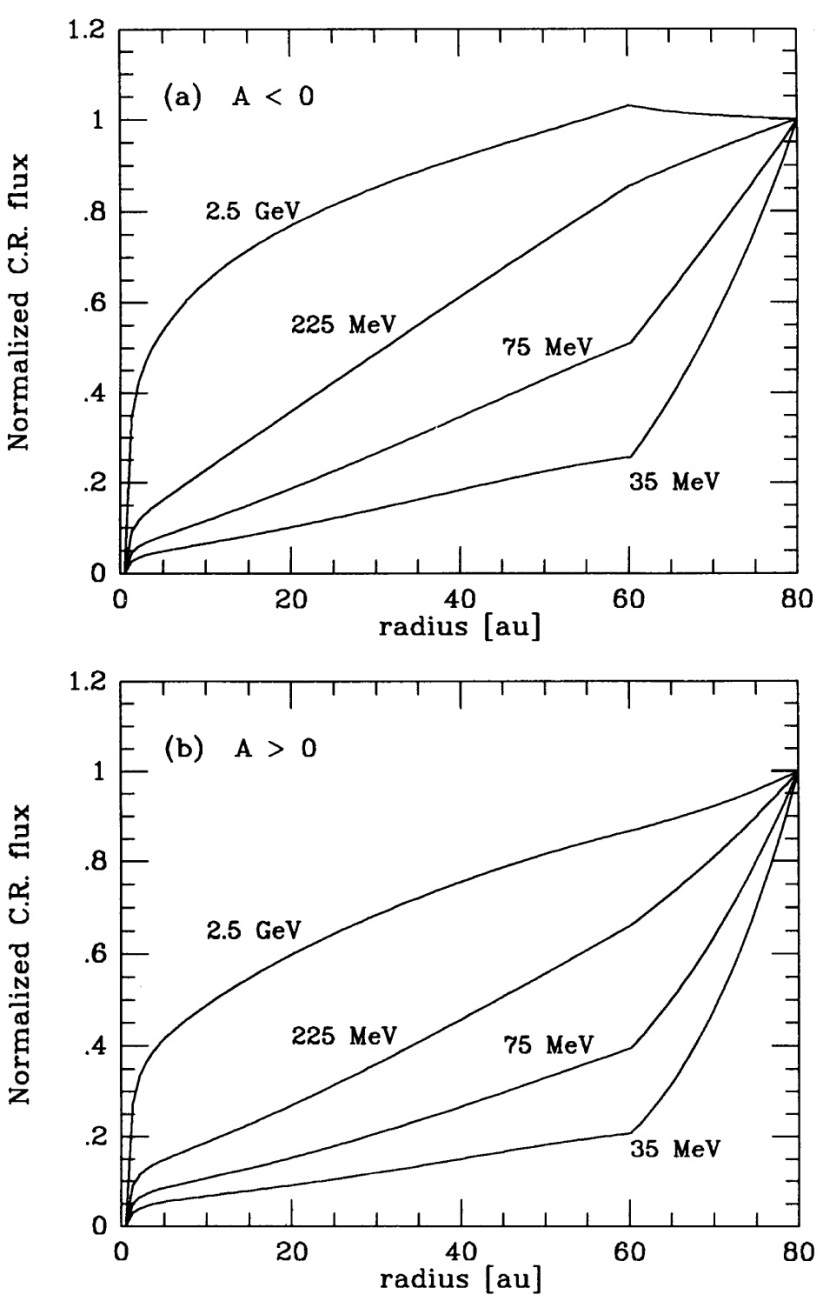 1.2
(a) A < 0
1
2.5 GeV
.8
Normalized C.R. flux
.6
225 MeV
75 MeV
.4
.2
35 MeV
0
0 20 40 60 80
radius [au]
1.2
(b) A > 0
1
.8
2.5 GeV
Normalized C.R. flux
.6
225 MeV
75 MeV
.4
.2
35 MeV
0
0 20 40 60 80
radius [au]